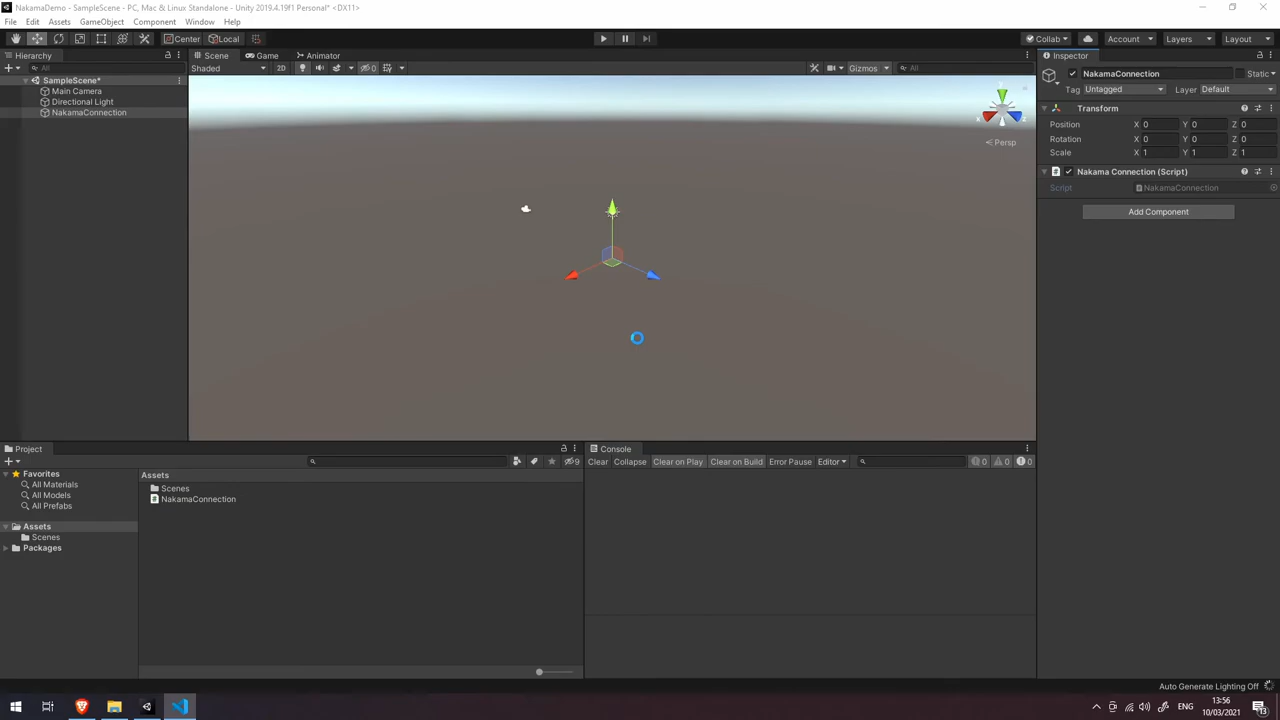 NakamaDemo - SampleScene - PC, Mac & Linux Standalone - Unity 2019.4.19f1 Personal* <DX11>
File Edit Assets GameObject Component Window Help
Center Local Collab Account Layers Layout
Hierarchy Scene Game Animator Inspector
All Shaded 2D 0 Gizmos All NakamaConnection Static
SampleScene*
Main Camera Tag Untagged Layer Default
Directional Light
NakamaConnection Transform
Position X 0 Y 0 Z 0
Rotation X 0 Y 0 Z 0
Scale X 1 Y 1 Z 1
x z
Persp
Nakama Connection (Script)
Script NakamaConnection
Add Component
Project Console
9 Clear Collapse Clear on Play Clear on Build Error Pause Editor 0 0 0
Favorites Assets
All Materials Scenes
All Models NakamaConnection
All Prefabs
Assets
Scenes
Packages
Auto Generate Lighting Off
ENG 13:56
10/03/2021